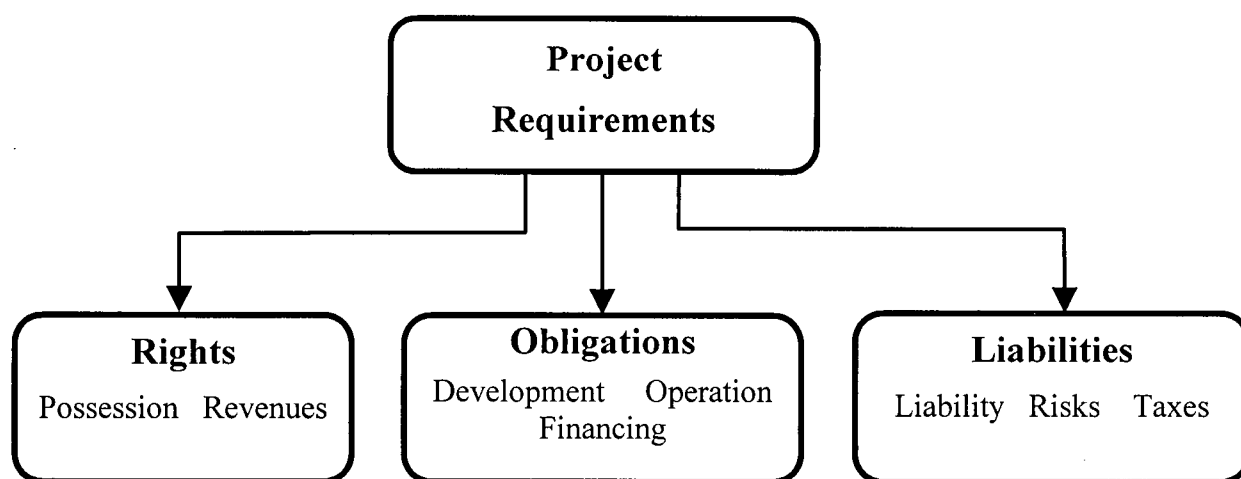 Project
Requirements
Rights
Possession Revenues
Obligations
Development Operation
Financing
Liabilities
Liability Risks Taxes